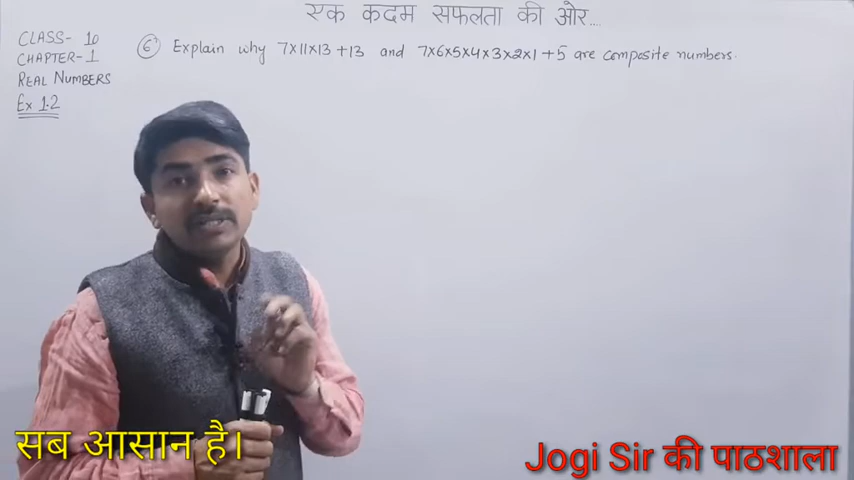 एक कदम सफलता की ओर....
CLASS- 10
CHAPTER-1
REAL NUMBERS
Ex 1.2
6 Explain why 7×11×13 +13 and 7×6×5×4×3×2×1 +5 are composite numbers.
सब आसान है।
Jogi Sir की पाठशाला